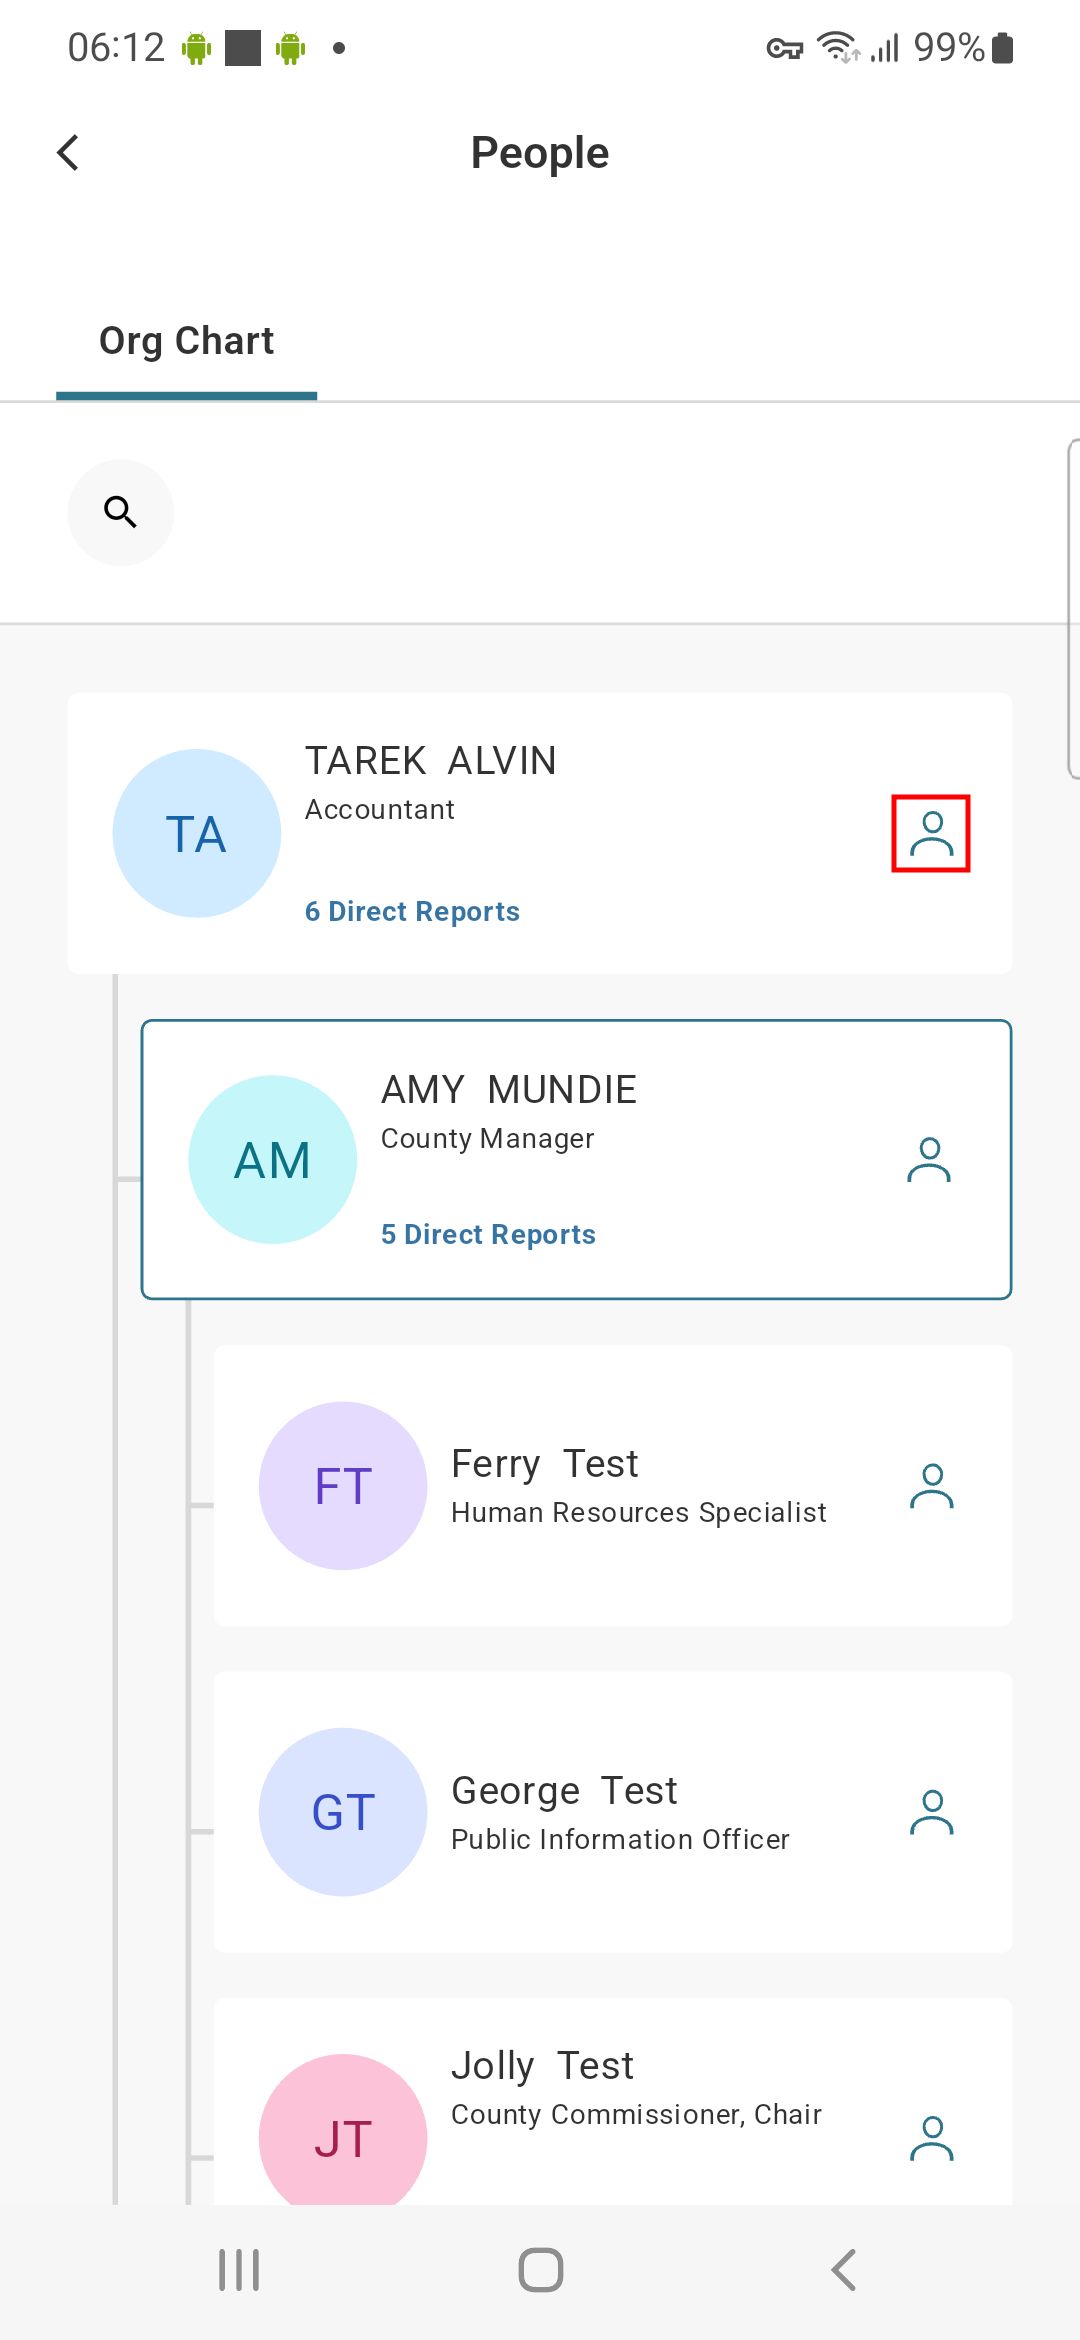 06:12
99%
People
Org Chart
TA
TAREK ALVIN
Accountant
6 Direct Reports
AM
AMY MUNDIE
County Manager
5 Direct Reports
FT
Ferry Test
Human Resources Specialist
GT
George Test
Public Information Officer
JT
Jolly Test
County Commissioner, Chair